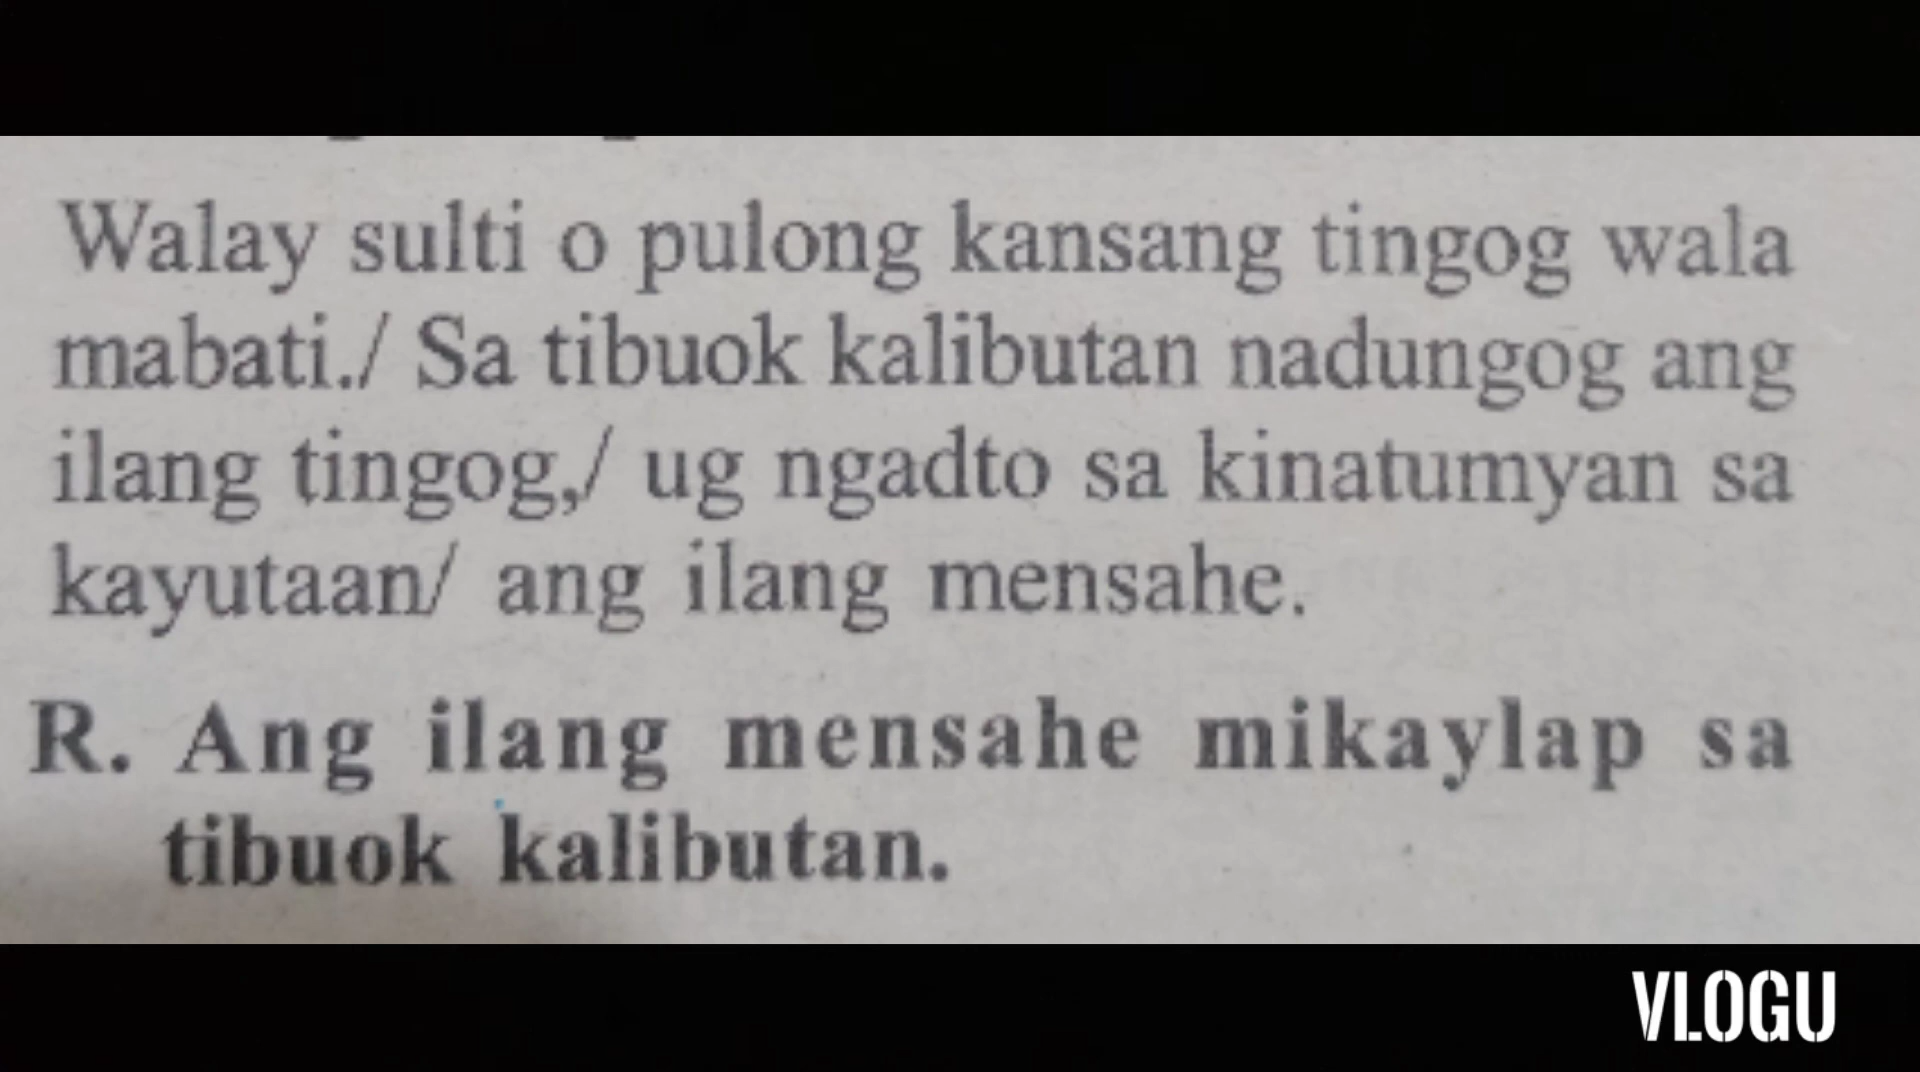 Walay sulti o pulong kansang tingog wala
mabati./ Sa tibuok kalibutan nadungog ang
ilang tingog,/ ug ngadto sa kinatumyan sa
kayutaan/ ang ilang mensahe.
R. Ang ilang mensahe mikaylap sa
tibuok kalibutan.
VLOGU